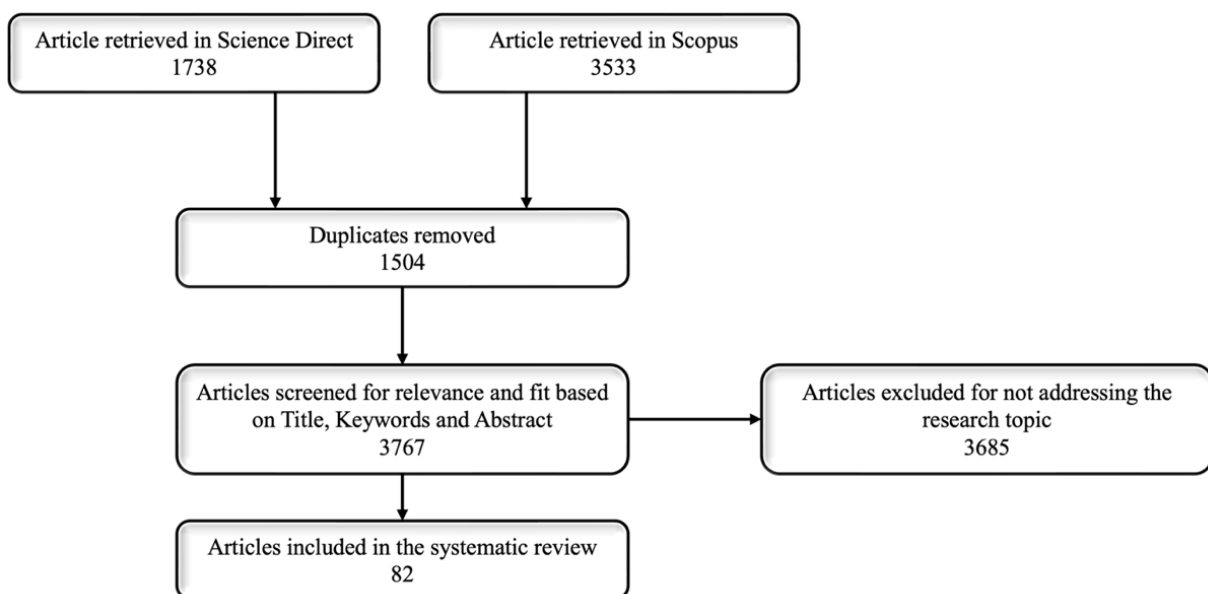 Article retrieved in Science Direct
1738
Article retrieved in Scopus
3533
Duplicates removed
1504
Articles screened for relevance and fit based
on Title, Keywords and Abstract
3767
Articles excluded for not addressing the
research topic
3685
Articles included in the systematic review
82